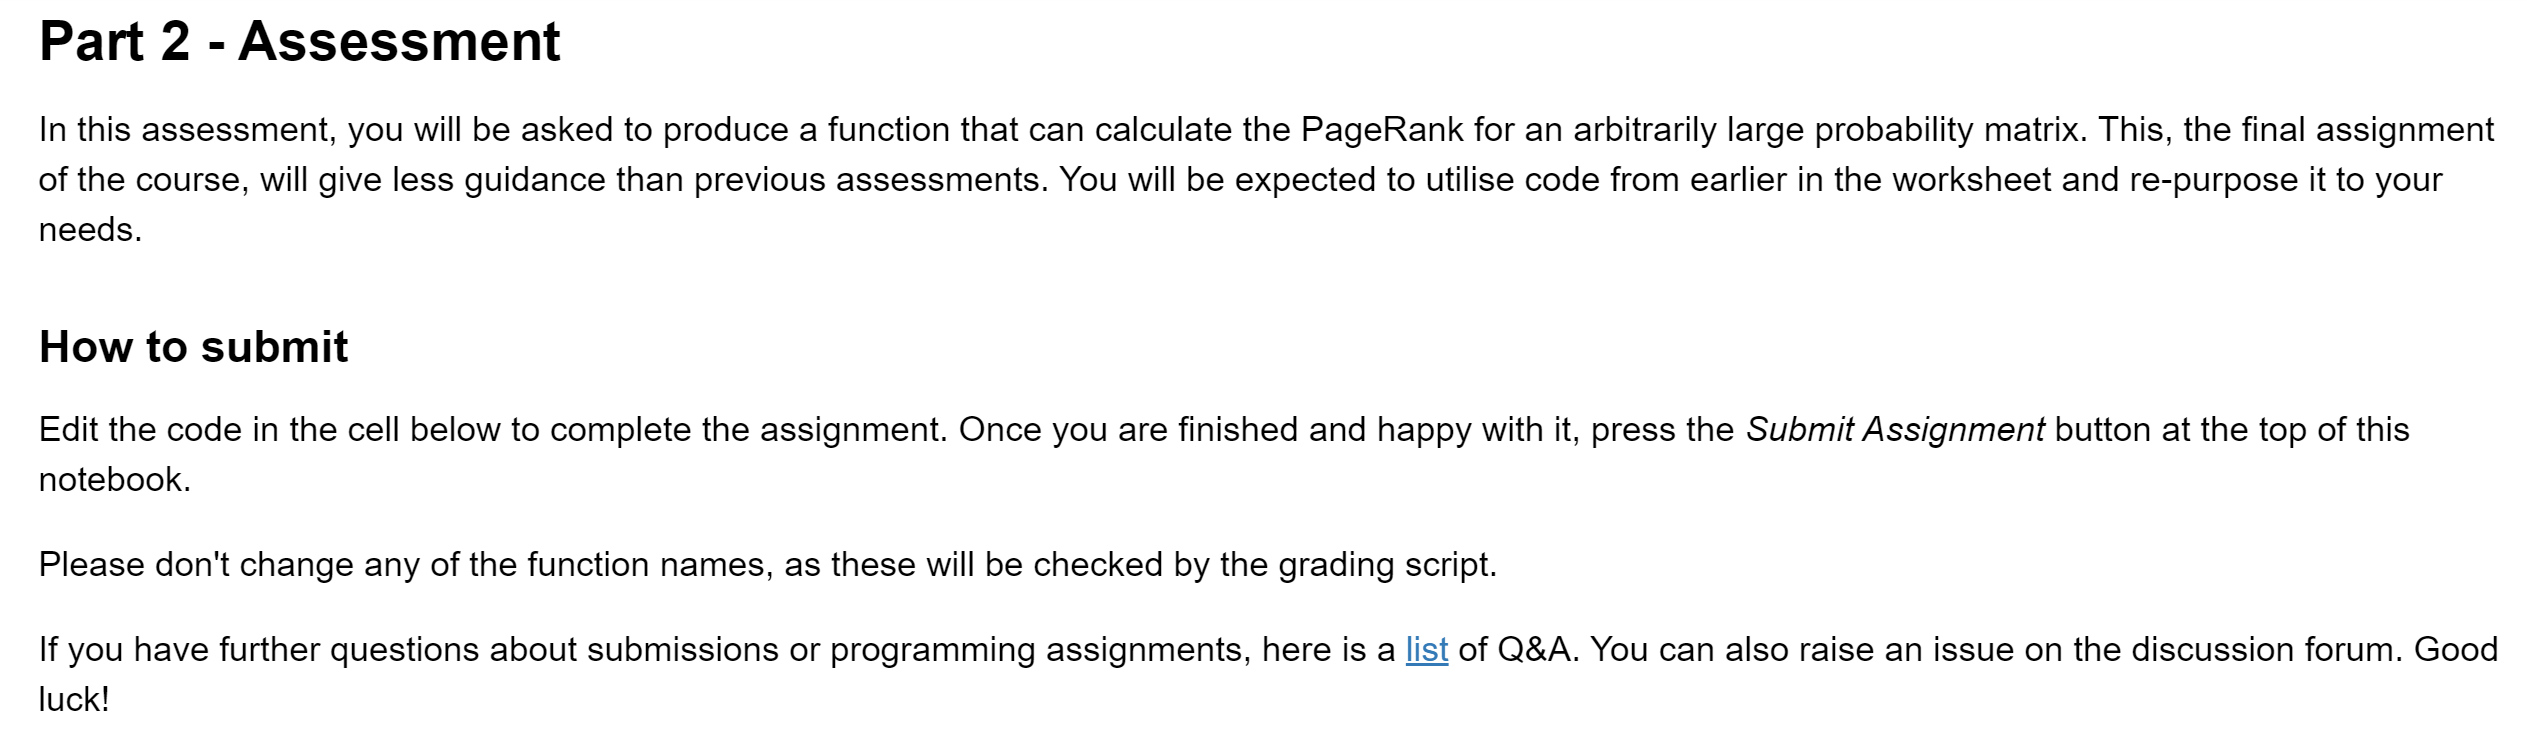 Part 2 - Assessment
In this assessment, you will be asked to produce a function that can calculate the PageRank for an arbitrarily large probability matrix. This, the final assignment
of the course, will give less guidance than previous assessments. You will be expected to utilise code from earlier in the worksheet and re-purpose it to your
needs.
How to submit
Edit the code in the cell below to complete the assignment. Once you are finished and happy with it, press the Submit Assignment button at the top of this
notebook.
Please don't change any of the function names, as these will be checked by the grading script.
If you have further questions about submissions or programming assignments, here is a list of Q&A. You can also raise an issue on the discussion forum. Good
luck!